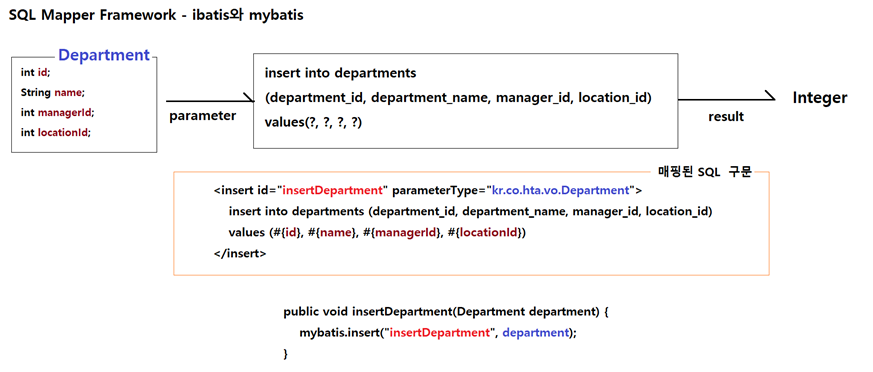 SQL Mapper Framework - ibatis와 mybatis
Department
int id;
String name;
int managerId;
int locationId;
parameter
insert into departments
(department_id, department_name, manager_id, location_id)
values(?, ?, ?, ?)
result
Integer
매핑된 SQL 구문
<insert id="insertDepartment" parameterType="kr.co.hta.vo.Department">
insert into departments (department_id, department_name, manager_id, location_id)
values (#{id}, #{name}, #{managerId}, #{locationId})
</insert>
public void insertDepartment(Department department) {
mybatis.insert("insertDepartment", department);
}